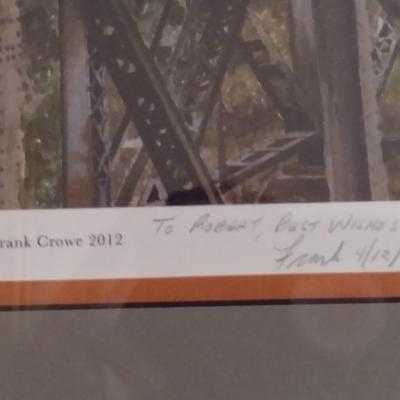 rank Crowe 2012
To Robert, Best Wishes
Frank 4/12/